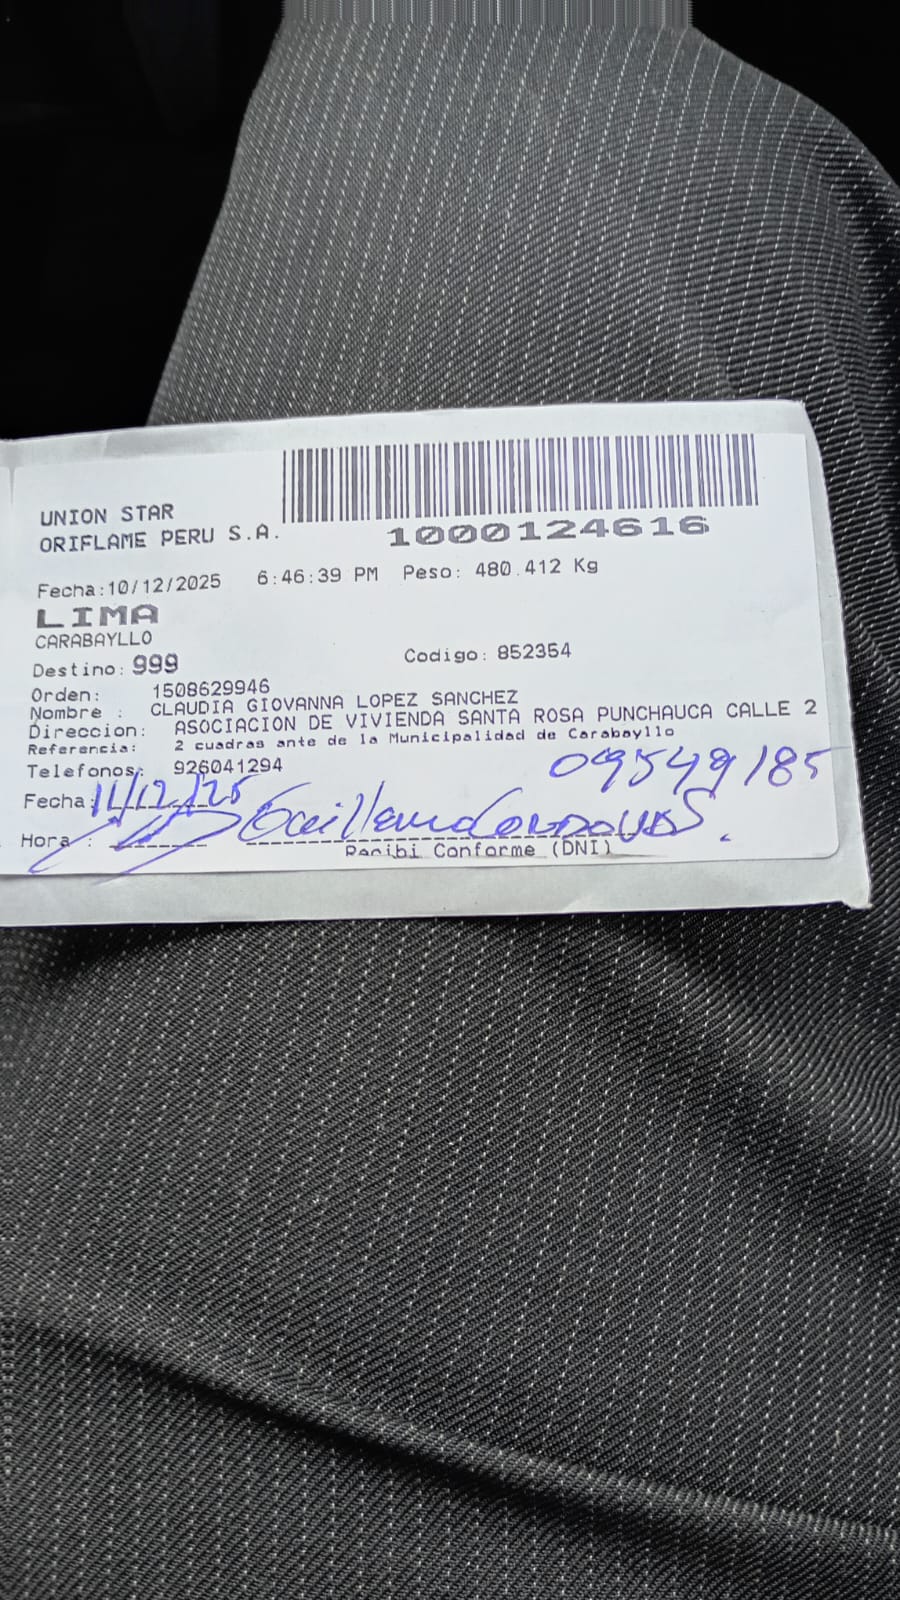 UNION STAR
ORIFLAME PERU S.A.
1000124616
Fecha:10/12/2025 6:46:39 PM Peso: 480.412 Kg
LIMA
CARABAYLLO
Destino: 999 Codigo: 852354
Orden: 1508629946
Nombre : CLAUDIA GIOVANNA LOPEZ SANCHEZ
Direccion: ASOCIACION DE VIVIENDA SANTA ROSA PUNCHAUCA CALLE 2
Referencia: 2 cuadras ante de la Municipalidad de Carabayllo
Telefonos: 926041294 09549185
Fecha: 11/12/25
Hora : Guillermo Cordovas.
Recibi Conforme (DNI)